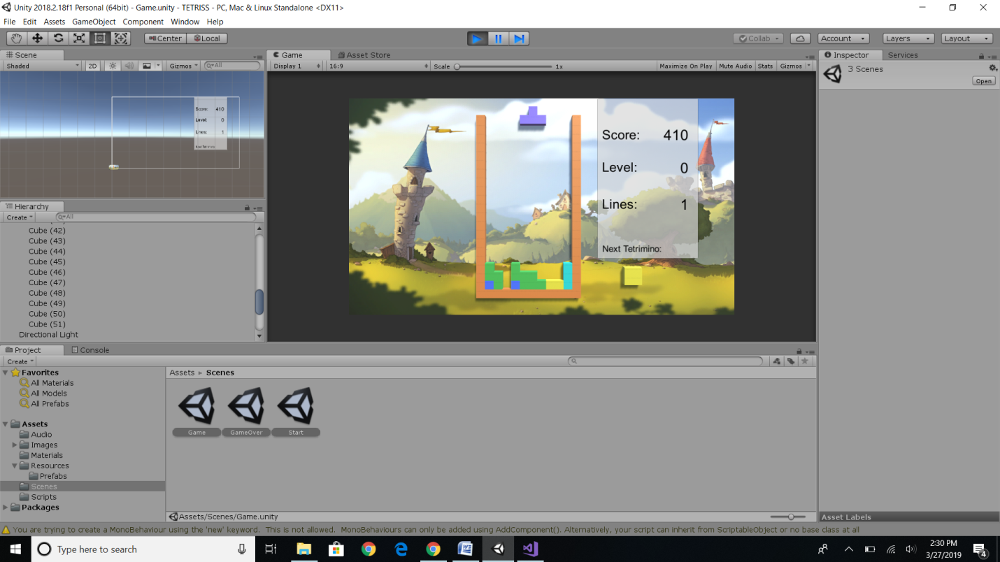 Unity 2018.2.18f1 Personal (64bit) - Game.unity - TETRISS - PC, Mac & Linux Standalone <DX11>
File Edit Assets GameObject Component Window Help
Center Local Collab Account Layers Layout
Scene
Shaded 2D Gizmos All
Score: 410
Level: 0
Lines: 1
Next Tetrimino:
Game Asset Store
Display 1 16:9 Scale 1x Maximize On Play Mute Audio Stats Gizmos
Score: 410
Level: 0
Lines: 1
Next Tetrimino:
Inspector Services
3 Scenes
Open
Hierarchy
Create All
Cube (42)
Cube (43)
Cube (44)
Cube (45)
Cube (46)
Cube (47)
Cube (48)
Cube (49)
Cube (50)
Cube (51)
Directional Light
Project Console
Create
Favorites
All Materials
All Models
All Prefabs
Assets
Audio
Images
Materials
Resources
Prefabs
Scenes
Scripts
Packages
Assets Scenes
Game GameOver Start
Assets/Scenes/Game.unity
Asset Labels
You are trying to create a MonoBehaviour using the 'new' keyword. This is not allowed. MonoBehaviours can only be added using AddComponent(). Alternatively, your script can inherit from ScriptableObject or no base class at all
Type here to search
2:30 PM
3/27/2019
4